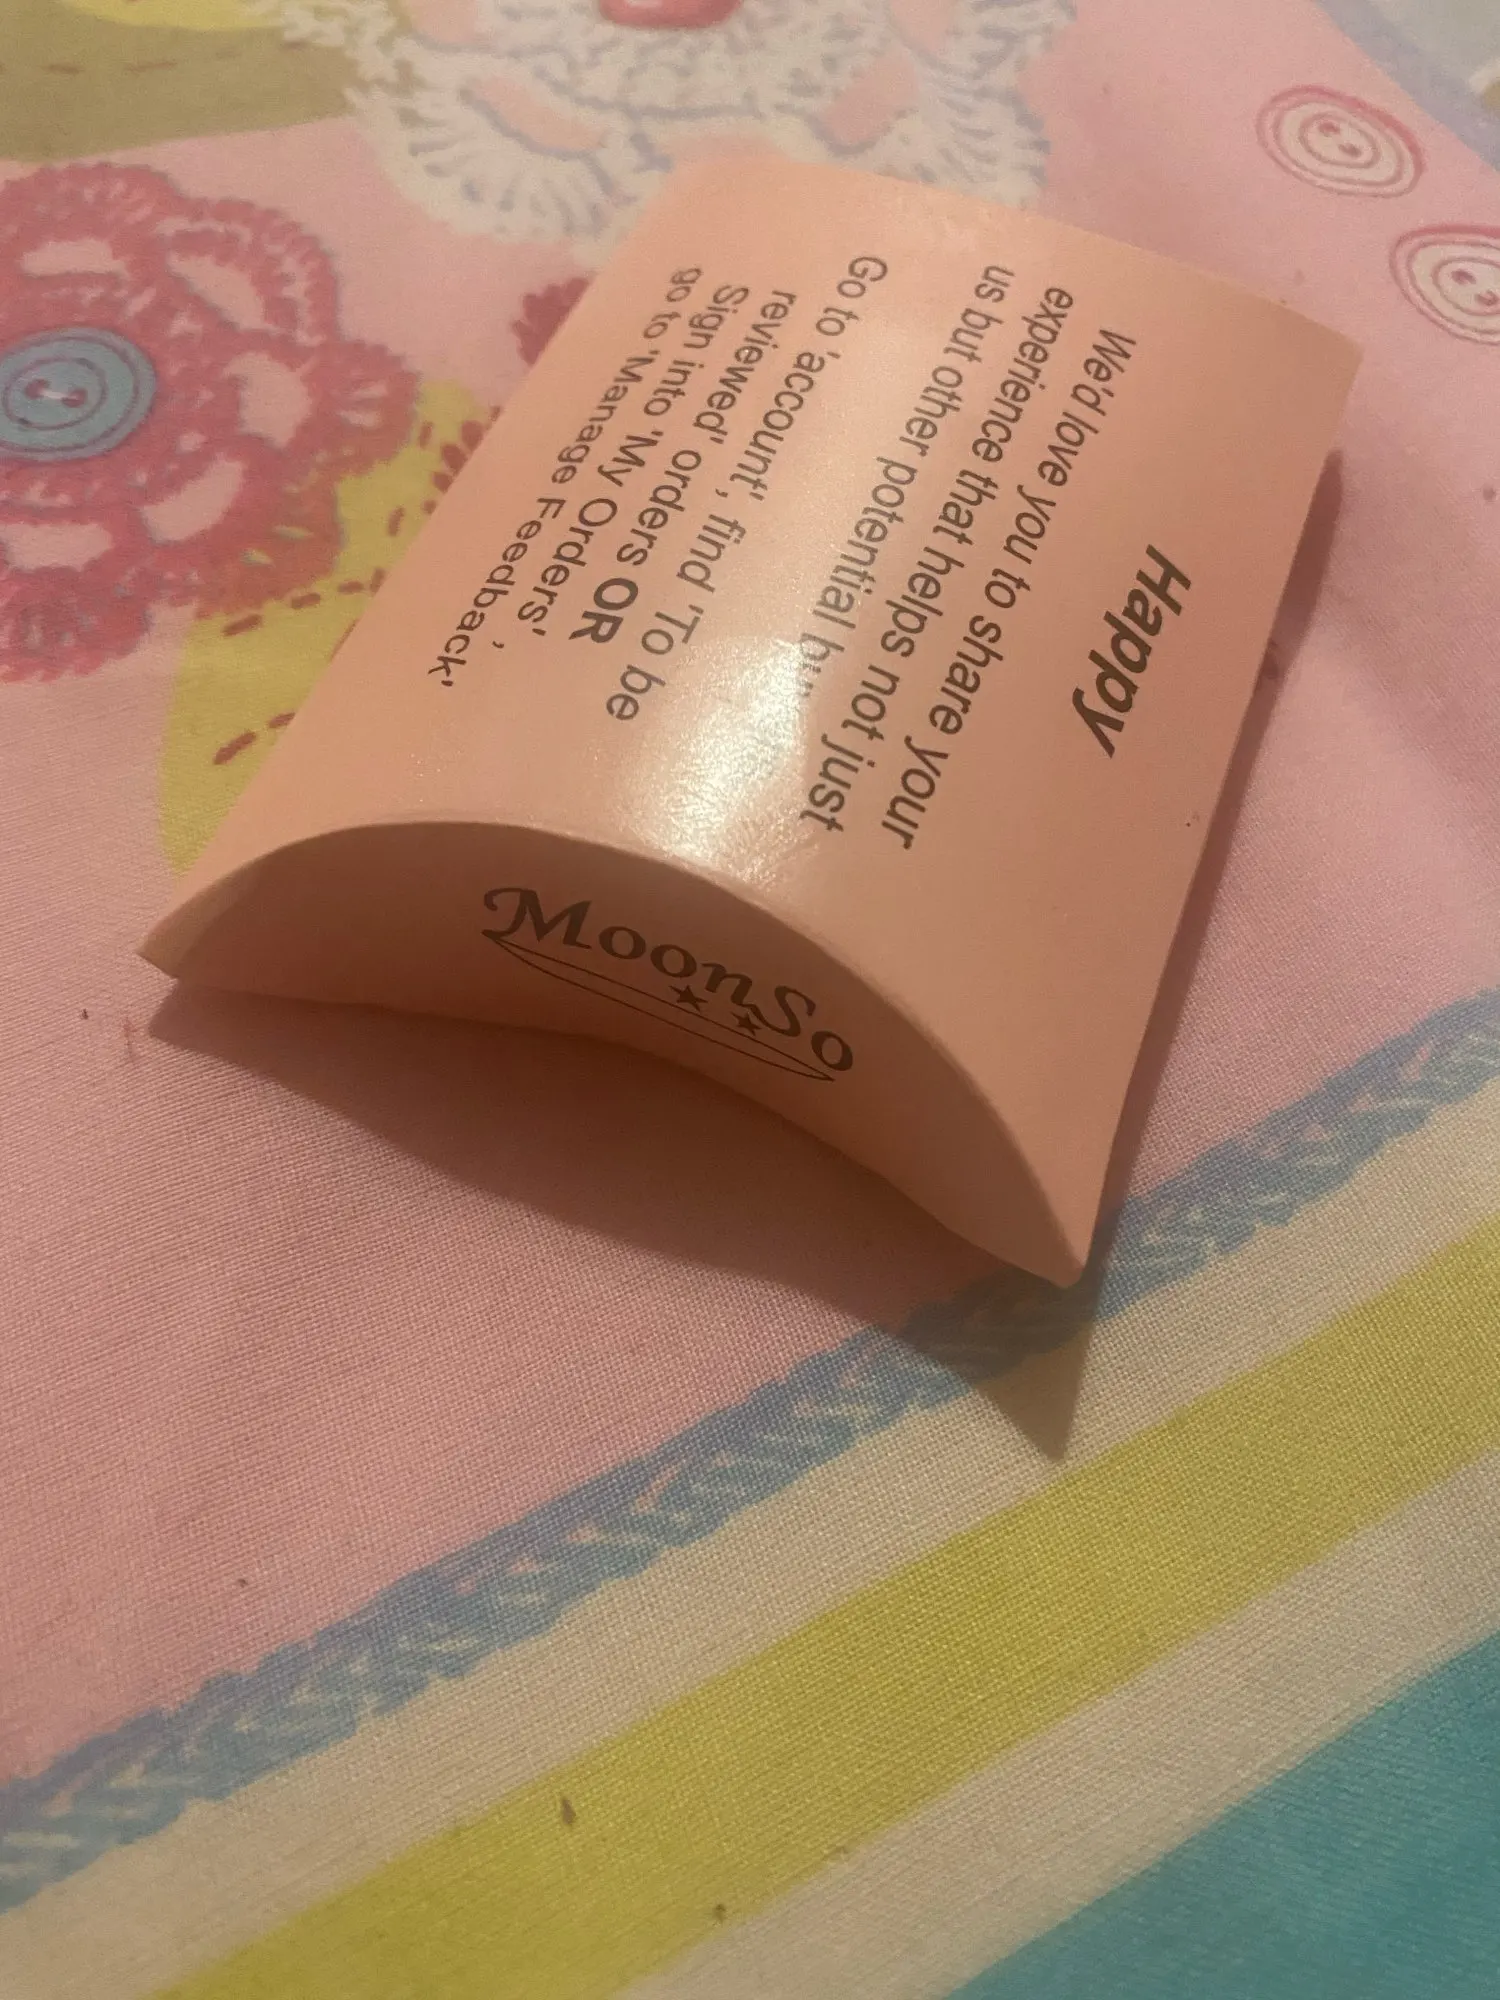 Happy
We'd love you to share your
experience that helps not just
us but other potential
Go to 'account', find 'To be
reviewed' orders OR
Sign into 'My Orders',
go to 'Manage Feedback'
MoonSo